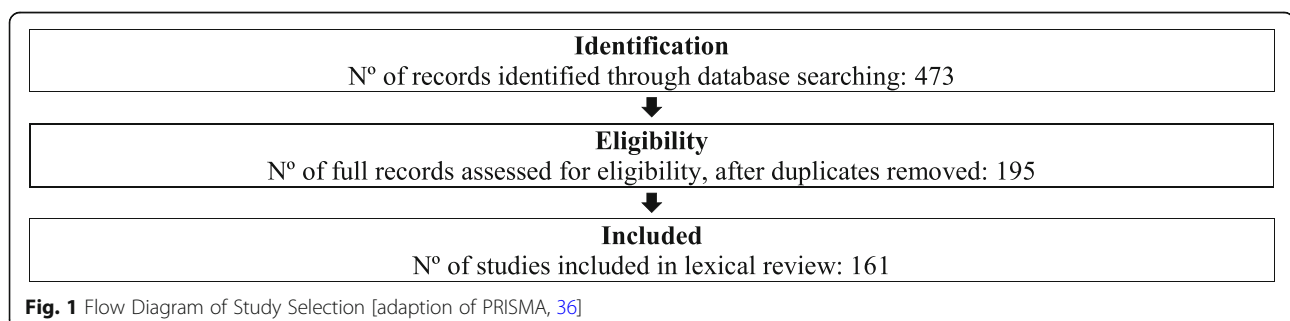 Identification
Nº of records identified through database searching: 473
Eligibility
Nº of full records assessed for eligibility, after duplicates removed: 195
Included
Nº of studies included in lexical review: 161
Fig. 1 Flow Diagram of Study Selection [adaption of PRISMA, 36]